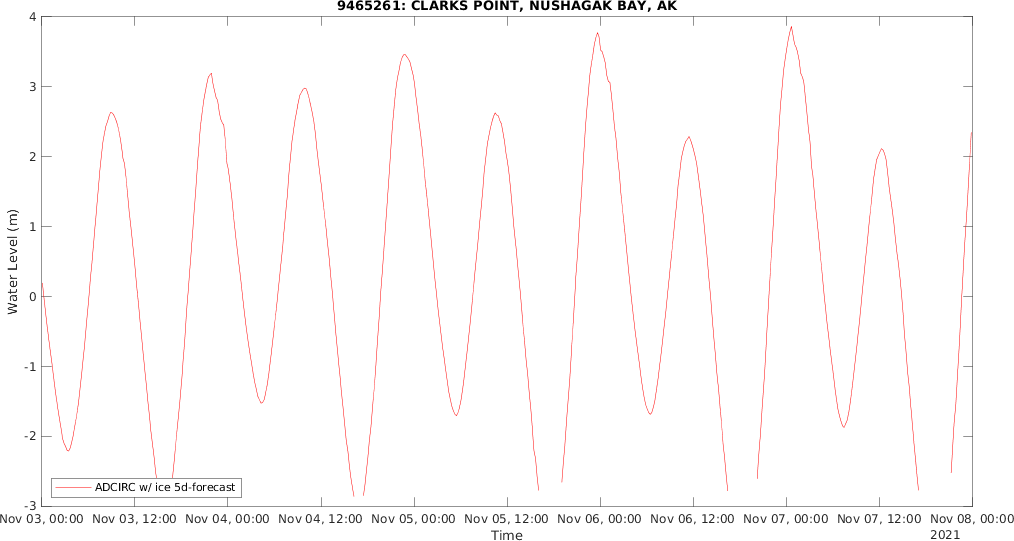 9465261: CLARKS POINT, NUSHAGAK BAY, AK
4
3
2
1
0
-1
-2
-3
Water Level (m)
ADCIRC w/ ice 5d-forecast
Nov 03, 00:00 Nov 03, 12:00 Nov 04, 00:00 Nov 04, 12:00 Nov 05, 00:00 Nov 05, 12:00 Nov 06, 00:00 Nov 06, 12:00 Nov 07, 00:00 Nov 07, 12:00 Nov 08, 00:00
Time
2021